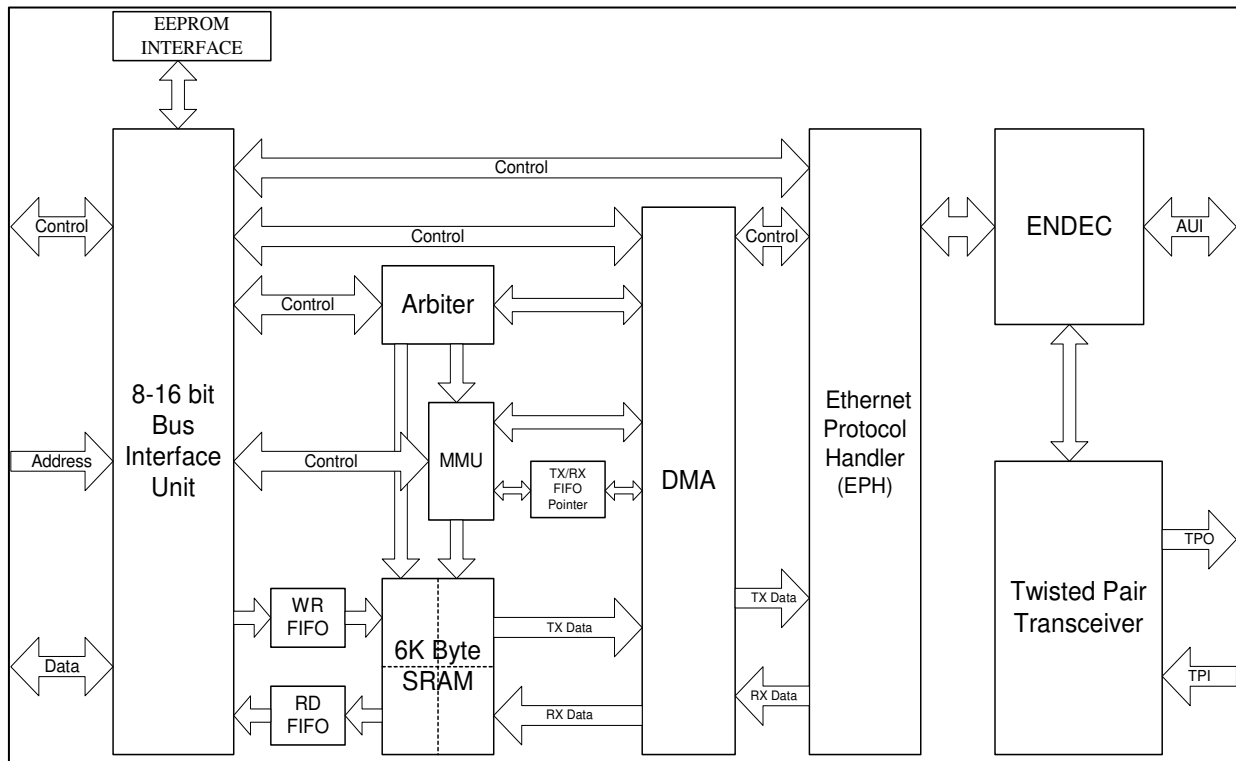 EEPROM
INTERFACE
Control
Control
Control
Control
ENDEC
AUI
Control
Arbiter
8-16 bit
Bus
Interface
Unit
Address
Control
MMU
TX/RX
FIFO
Pointer
DMA
Ethernet
Protocol
Handler
(EPH)
TPO
WR
FIFO
TX Data
TX Data
Twisted Pair
Transceiver
6K Byte
SRAM
Data
TPI
RD
FIFO
RX Data
RX Data